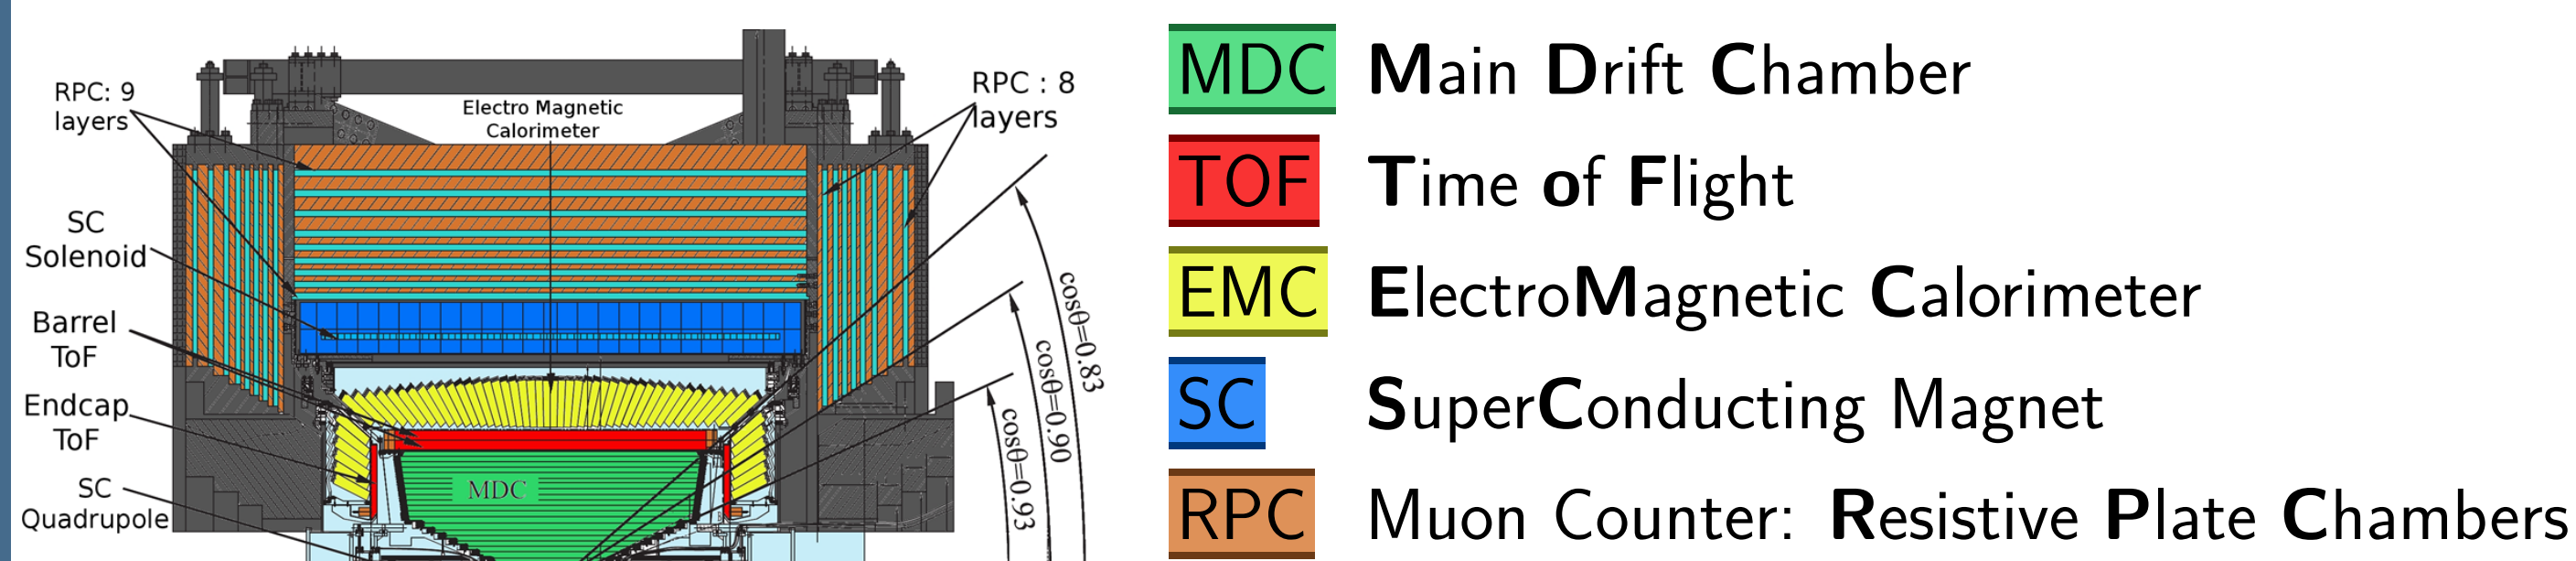 RPC: 9
layers
Electro Magnetic
Calorimeter
RPC : 8
layers
SC
Solenoid
Barrel
ToF
Endcap
ToF
SC
Quadrupole
MDC
cosθ=0.83
cosθ=0.90
cosθ=0.93
MDC Main Drift Chamber
TOF Time of Flight
EMC ElectroMagnetic Calorimeter
SC SuperConducting Magnet
RPC Muon Counter: Resistive Plate Chambers